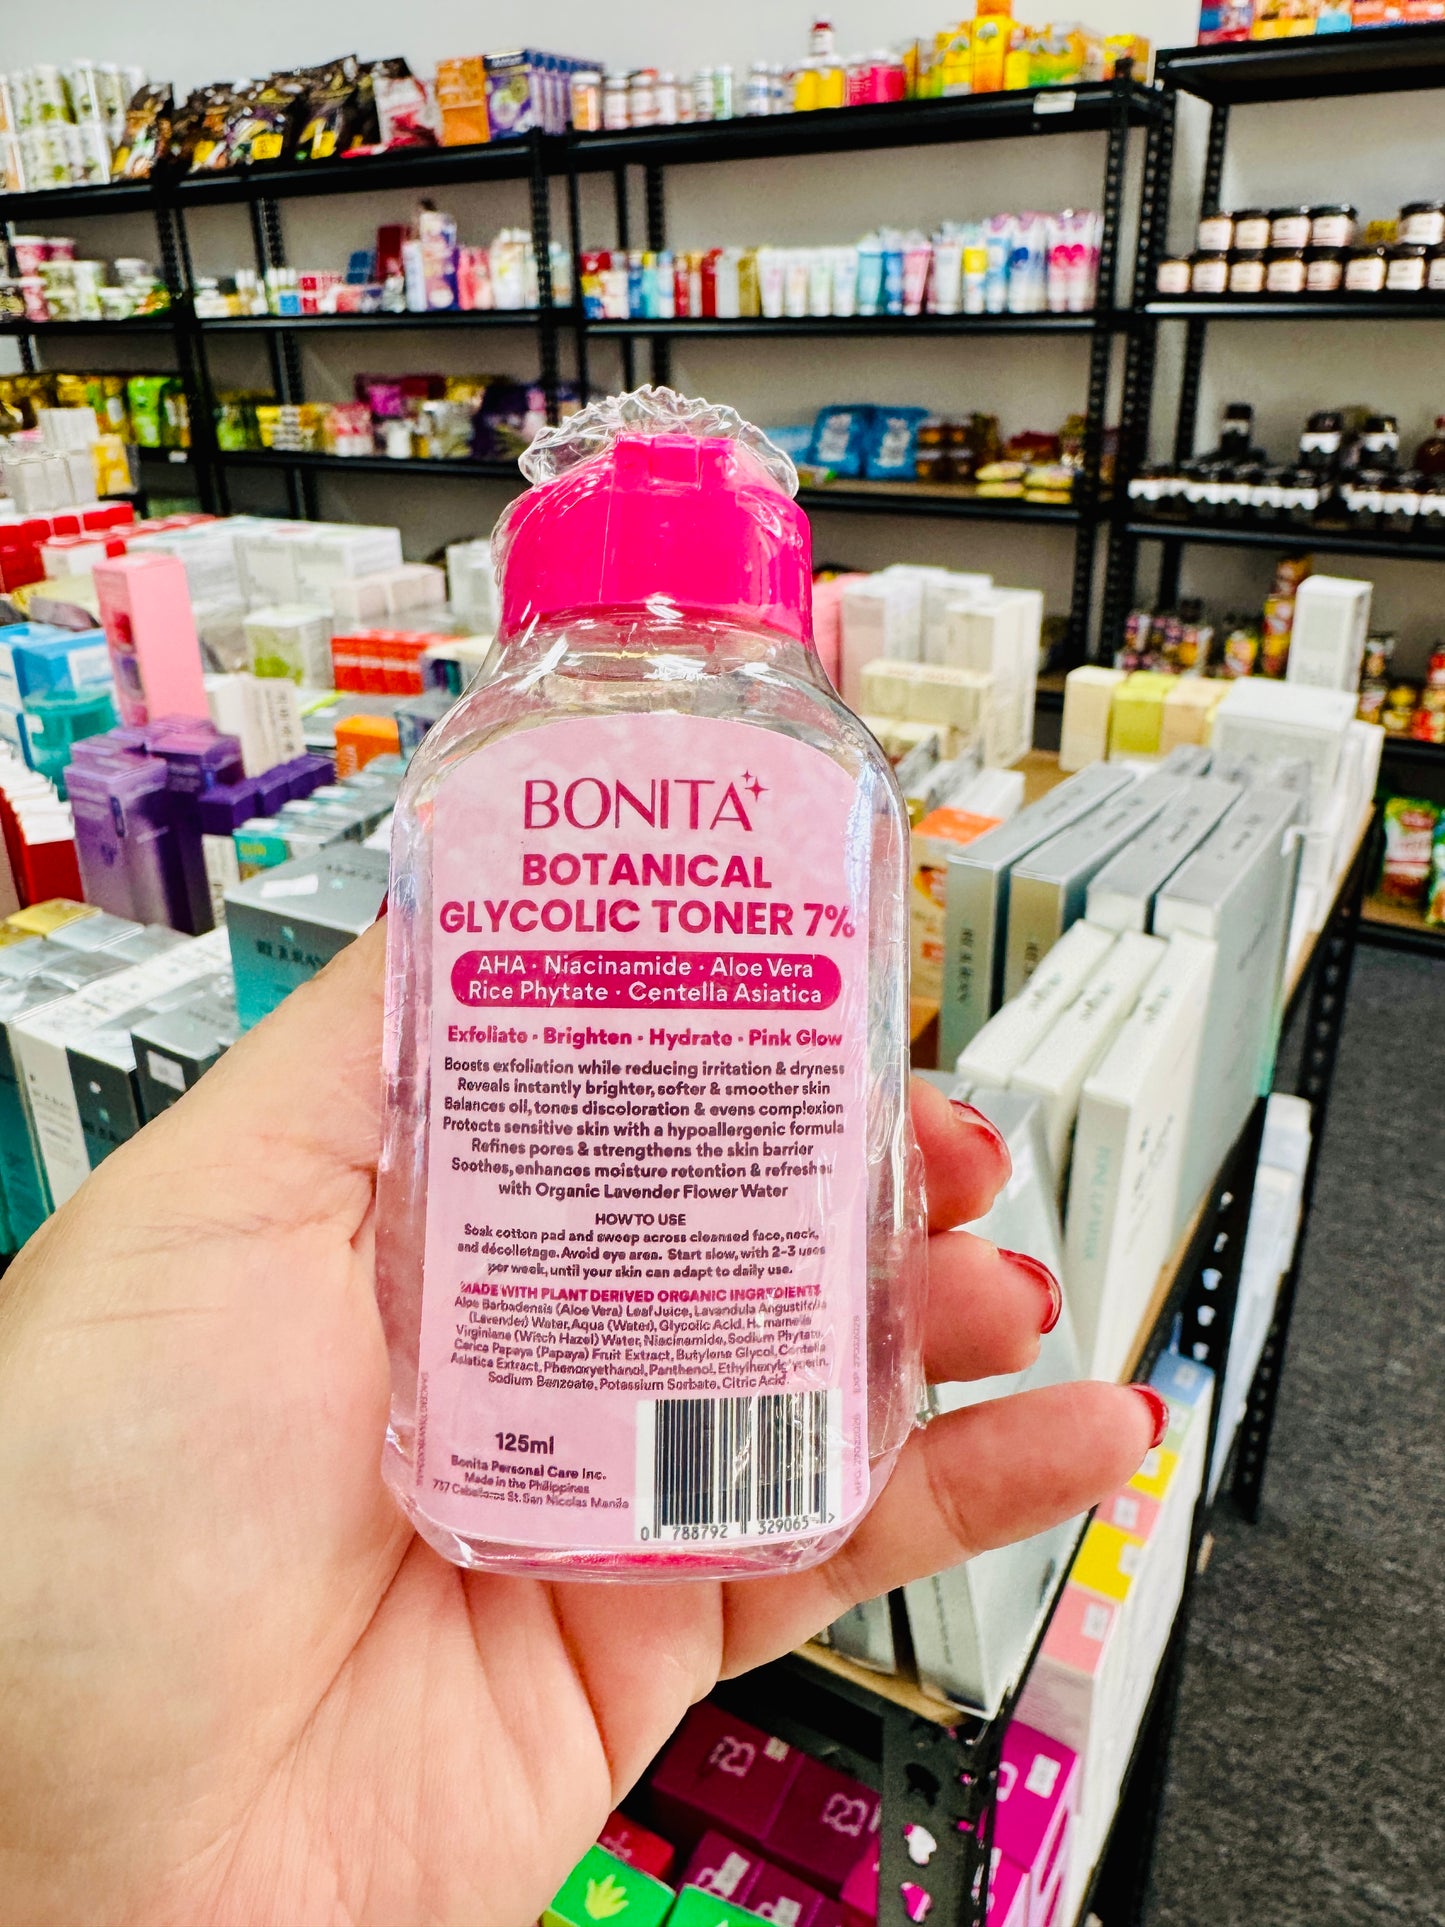 BONITA
BOTANICAL
GLYCOLIC TONER 7%
AHA · Niacinamide · Aloe Vera
Rice Phytate · Centella Asiatica
Exfoliate · Brighten · Hydrate · Pink Glow
Boosts exfoliation while reducing irritation & dryness
Reveals instantly brighter, softer & smoother skin
Balances oil, tones discoloration & evens complexion
Protects sensitive skin with a hypoallergenic formula
Refines pores & strengthens the skin barrier
Soothes, enhances moisture retention & refreshes
with Organic Lavender Flower Water
HOW TO USE
Soak cotton pad and sweep across cleansed face, neck,
and décolletage. Avoid eye area. Start slow, with 2-3 uses
per week, until your skin can adapt to daily use.
MADE WITH PLANT DERIVED ORGANIC INGREDIENTS
Aloe Barbadensis (Aloe Vera) Leaf Juice, Lavandula Angustifolia
(Lavender) Water, Aqua (Water), Glycolic Acid, Hamamelis
Virginiana (Witch Hazel) Water, Niacinamide, Sodium Phytate,
Carica Papaya (Papaya) Fruit Extract, Butylene Glycol, Centella
Asiatica Extract, Phenoxyethanol, Panthenol, Ethylhexylglycerin,
Sodium Benzoate, Potassium Sorbate, Citric Acid.
125ml
Bonita Personal Care Inc.
Made in the Philippines
737 St. San Nicolas Manila
0 788792 329065 >